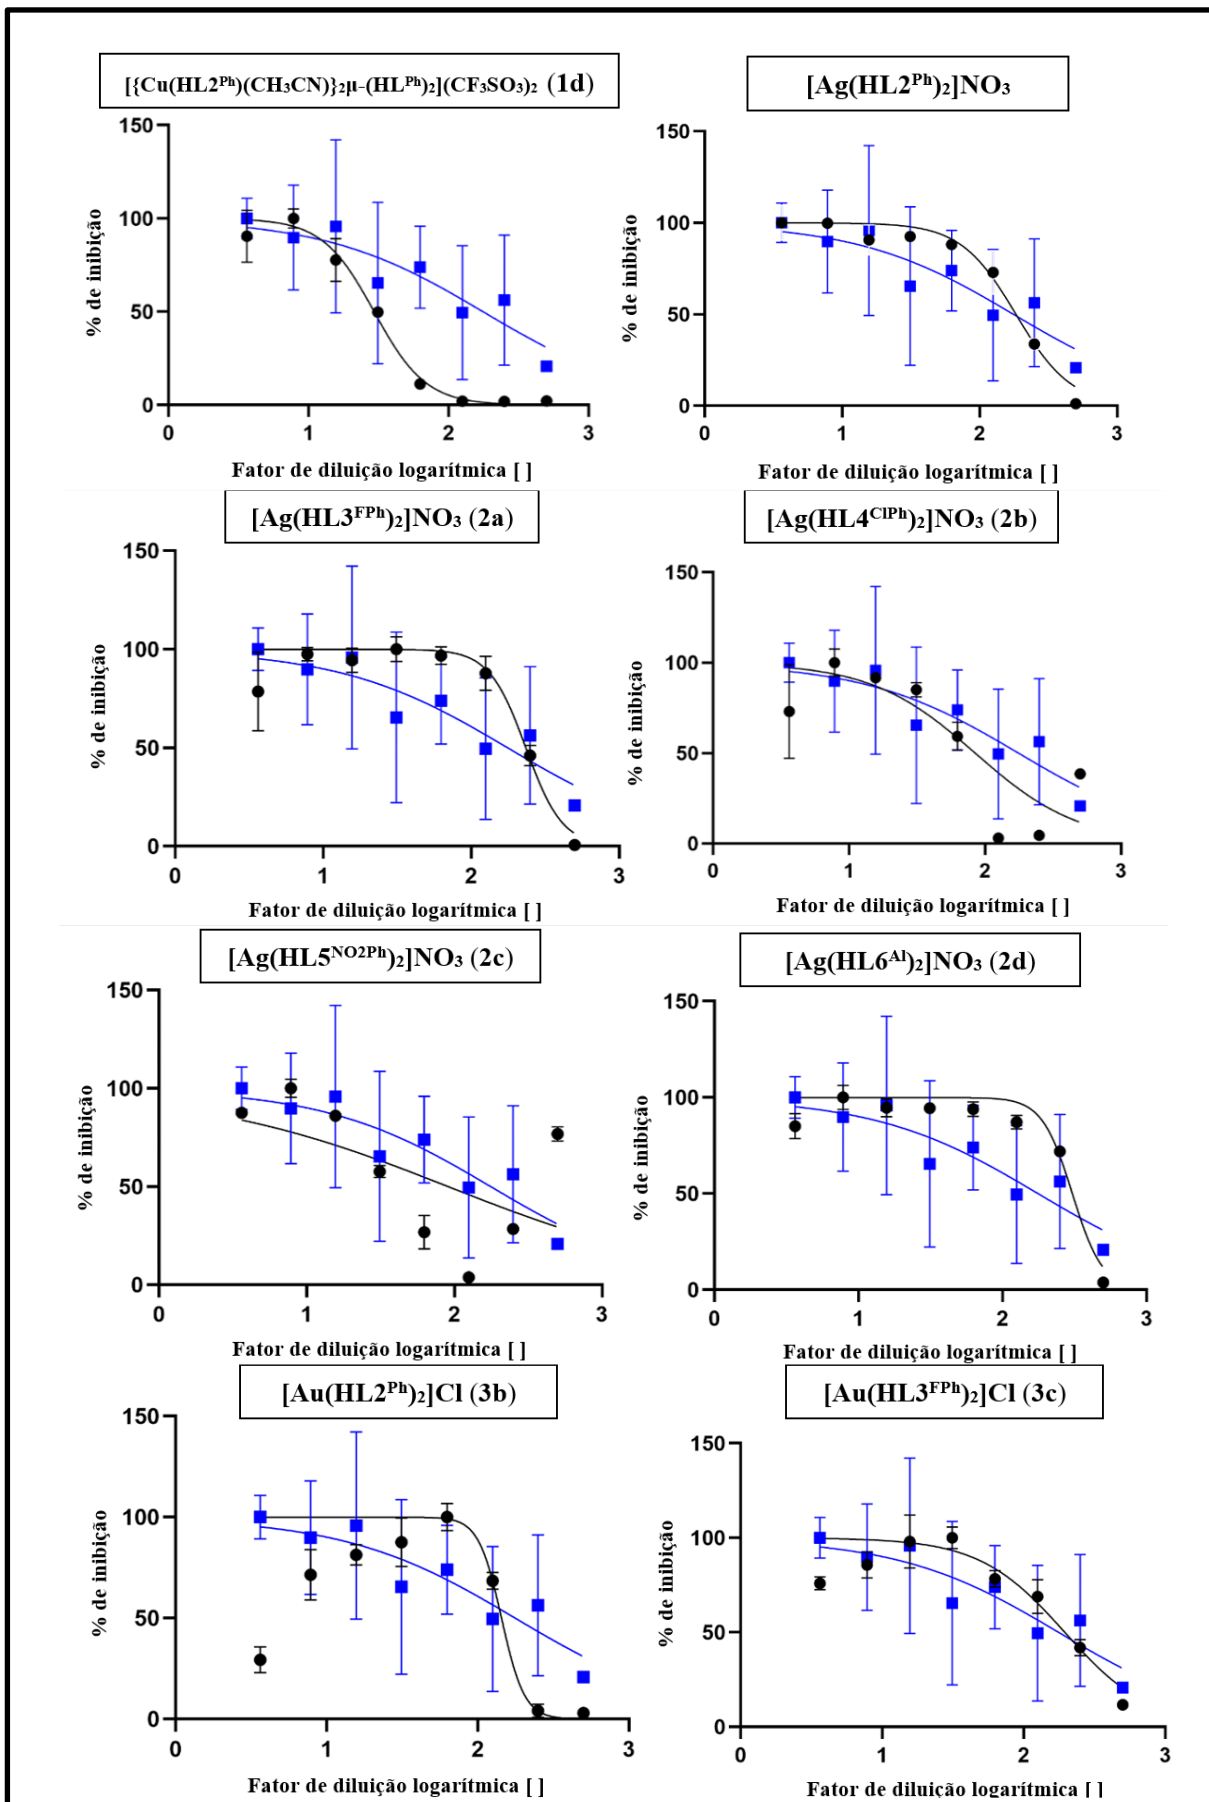 [{Cu(HL2ᴾʰ)(CH₃CN)}₂μ-(HLᴾʰ)₂](CF₃SO₃)₂ (1d)
150
100
50
0
% de inibição
0 1 2 3
Fator de diluição logarítmica [ ]
[Ag(HL2ᴾʰ)₂]NO₃
150
100
50
0
% de inibição
0 1 2 3
Fator de diluição logarítmica [ ]
[Ag(HL3ᶠᴾʰ)₂]NO₃ (2a)
150
100
50
0
% de inibição
0 1 2 3
Fator de diluição logarítmica [ ]
[Ag(HL4ᶜˡᴾʰ)₂]NO₃ (2b)
150
100
50
0
% de inibição
0 1 2 3
Fator de diluição logarítmica [ ]
[Ag(HL5ᴺᴼ²ᴾʰ)₂]NO₃ (2c)
150
100
50
0
% de inibição
0 1 2 3
Fator de diluição logarítmica [ ]
[Ag(HL6ᴬˡ)₂]NO₃ (2d)
150
100
50
0
% de inibição
0 1 2 3
Fator de diluição logarítmica [ ]
[Au(HL2ᴾʰ)₂]Cl (3b)
150
100
50
0
% de inibição
0 1 2 3
Fator de diluição logarítmica [ ]
[Au(HL3ᶠᴾʰ)₂]Cl (3c)
150
100
50
0
% de inibição
0 1 2 3
Fator de diluição logarítmica [ ]